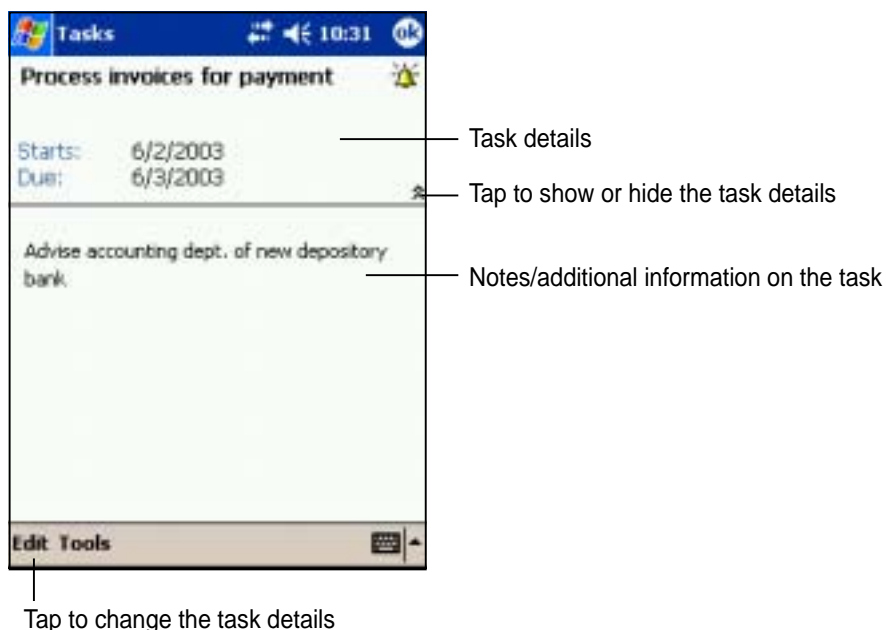 Tasks 10:31 ok
Process invoices for payment
Starts: 6/2/2003
Due: 6/3/2003
Advise accounting dept. of new depository
bank
Edit Tools
Task details
Tap to show or hide the task details
Notes/additional information on the task
Tap to change the task details